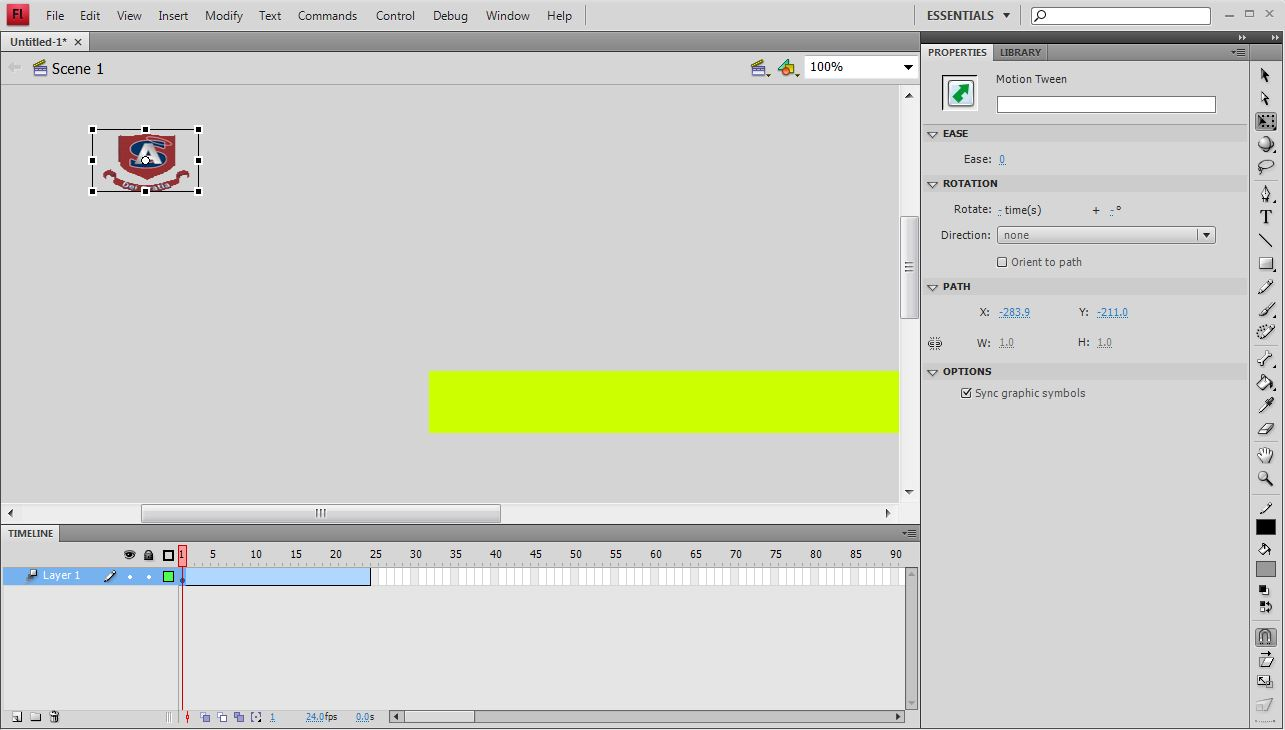 Fl File Edit View Insert Modify Text Commands Control Debug Window Help ESSENTIALS
Untitled-1*
Scene 1 100%
SA
PROPERTIES LIBRARY
Motion Tween
EASE
Ease: 0
ROTATION
Rotate: - time(s) + - °
Direction: none
Orient to path
PATH
X: -283.9 Y: -211.0
W: 1.0 H: 1.0
OPTIONS
Sync graphic symbols
T
TIMELINE
1 5 10 15 20 25 30 35 40 45 50 55 60 65 70 75 80 85 90
Layer 1
1 24.0fps 0.0s